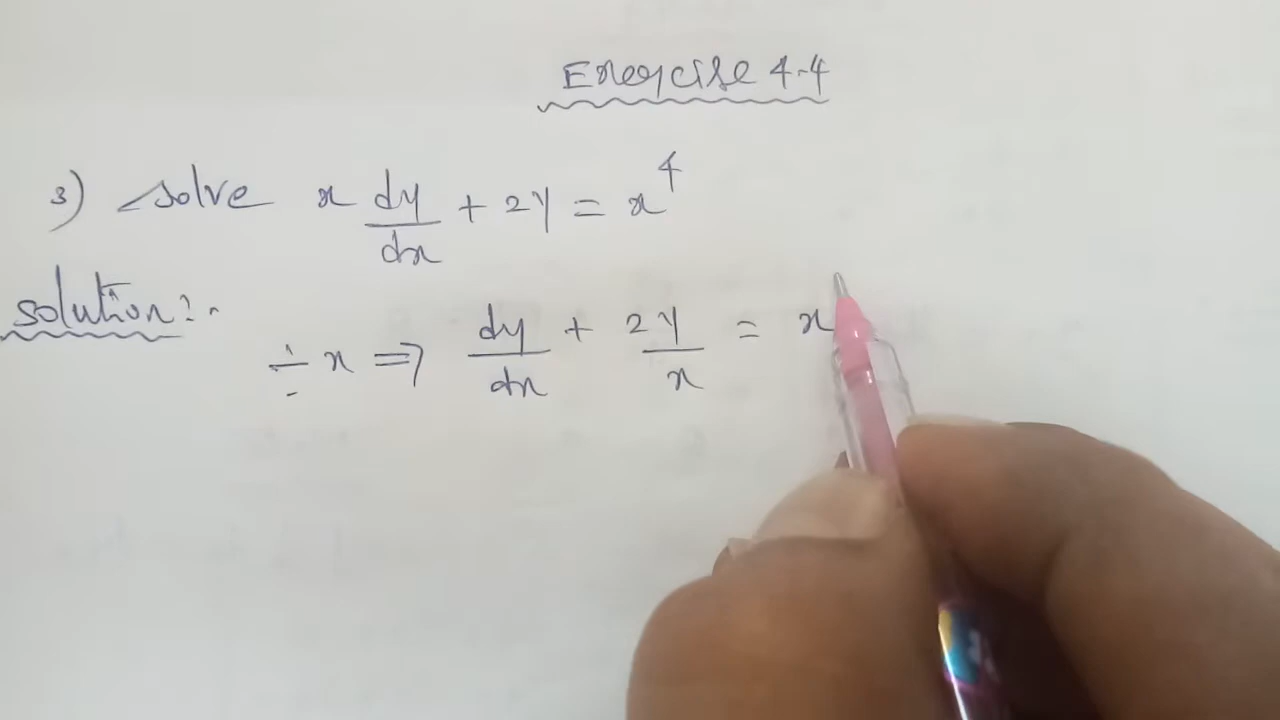 Exercise 4.4
3) Solve x dy/dx + 2y = x^4
Solution:-
÷ x ⇒ dy/dx + 2y/x = x